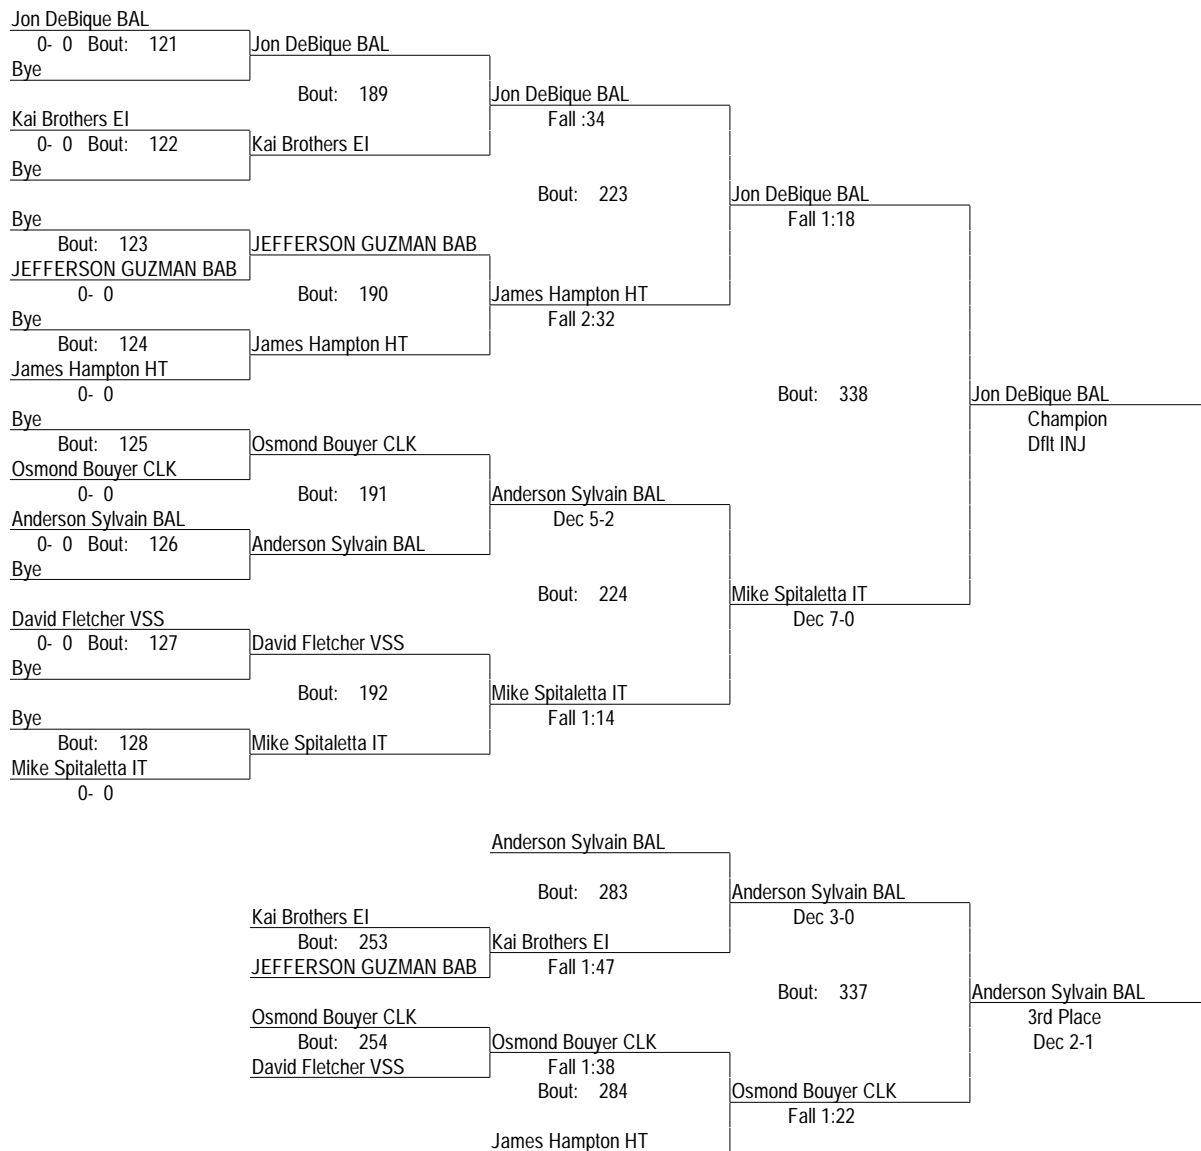 Jon DeBique BAL
0- 0 Bout: 121 Jon DeBique BAL
Bye
Bout: 189 Jon DeBique BAL
Kai Brothers EI Fall :34
0- 0 Bout: 122 Kai Brothers EI
Bye
Bout: 223 Jon DeBique BAL
Bye Fall 1:18
Bout: 123 JEFFERSON GUZMAN BAB
JEFFERSON GUZMAN BAB
0- 0 Bout: 190 James Hampton HT
Bye Fall 2:32
Bout: 124 James Hampton HT
James Hampton HT
0- 0 Bout: 338 Jon DeBique BAL
Bye Champion
Bout: 125 Osmond Bouyer CLK Dflt INJ
Osmond Bouyer CLK
0- 0 Bout: 191 Anderson Sylvain BAL
Anderson Sylvain BAL Dec 5-2
0- 0 Bout: 126 Anderson Sylvain BAL
Bye
Bout: 224 Mike Spitaletta IT
David Fletcher VSS Dec 7-0
0- 0 Bout: 127 David Fletcher VSS
Bye
Bout: 192 Mike Spitaletta IT
Bye Fall 1:14
Bout: 128 Mike Spitaletta IT
Mike Spitaletta IT
0- 0
Anderson Sylvain BAL
Bout: 283 Anderson Sylvain BAL
Kai Brothers EI Dec 3-0
Bout: 253 Kai Brothers EI
JEFFERSON GUZMAN BAB Fall 1:47
Bout: 337 Anderson Sylvain BAL
Osmond Bouyer CLK 3rd Place
Bout: 254 Osmond Bouyer CLK Dec 2-1
David Fletcher VSS Fall 1:38
Bout: 284 Osmond Bouyer CLK
Fall 1:22
James Hampton HT